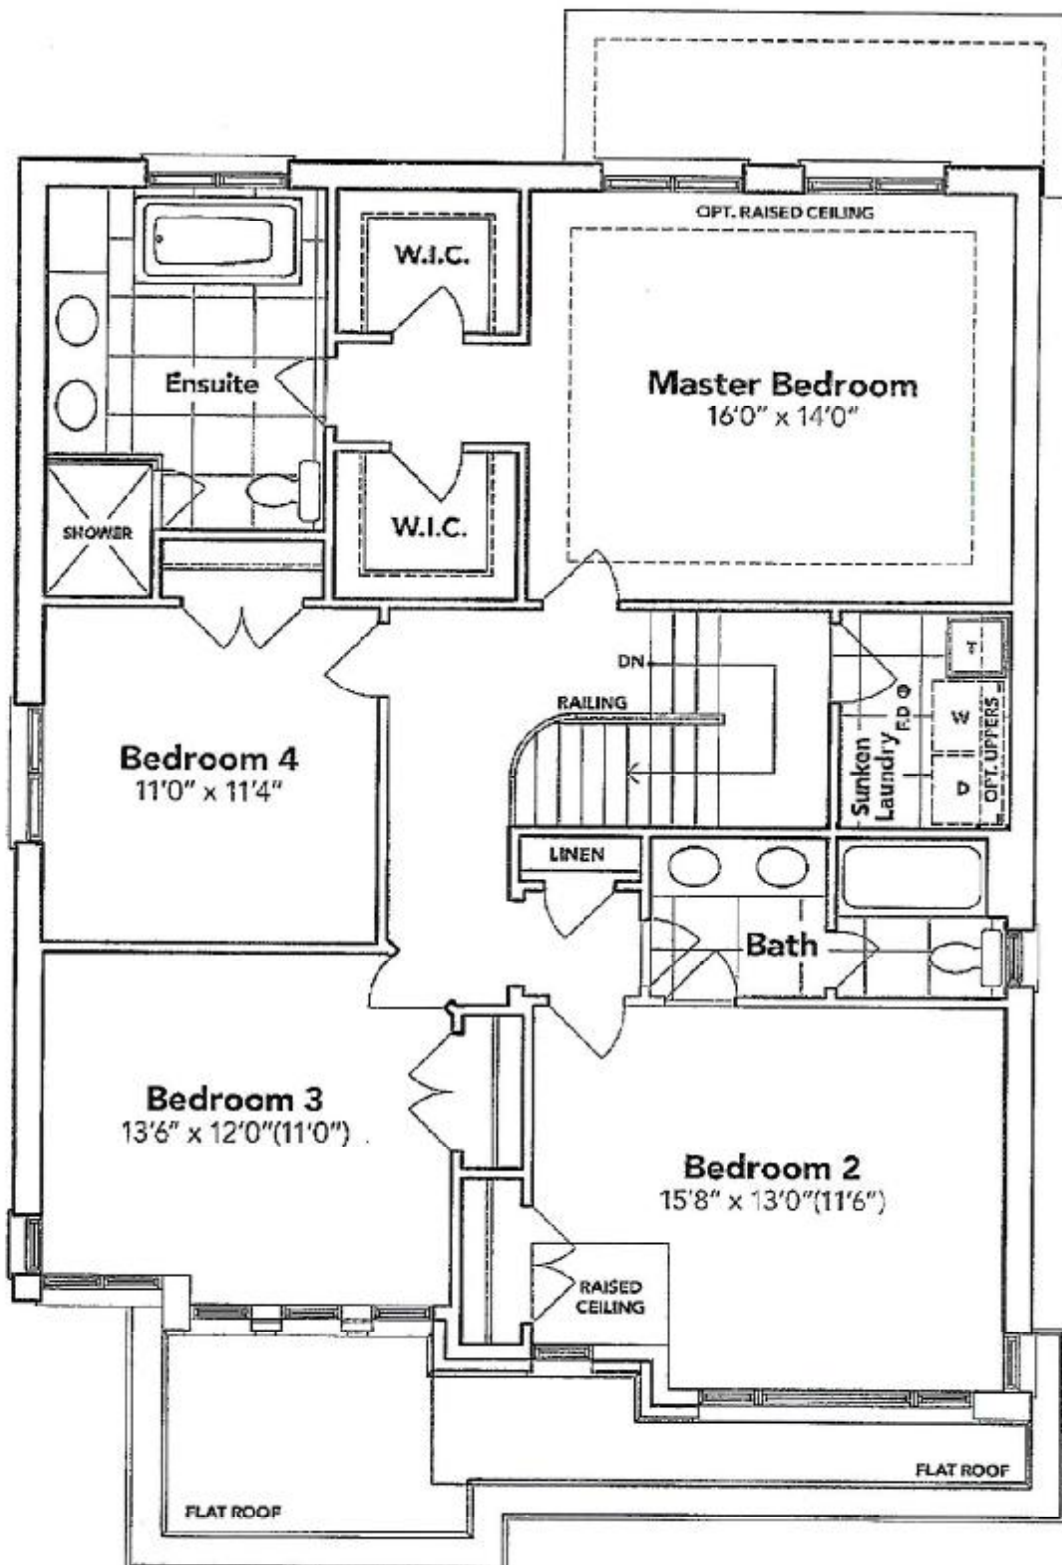 OPT. RAISED CEILING
W.I.C.
Master Bedroom
16'0" x 14'0"
Ensuite
W.I.C.
SHOWER
DN
RAILING
Sunken
Laundry
F.D
T
W
D
OPT. UPPERS
Bedroom 4
11'0" x 11'4"
LINEN
Bath
Bedroom 3
13'6" x 12'0"(11'0")
Bedroom 2
15'8" x 13'0"(11'6")
RAISED
CEILING
FLAT ROOF
FLAT ROOF